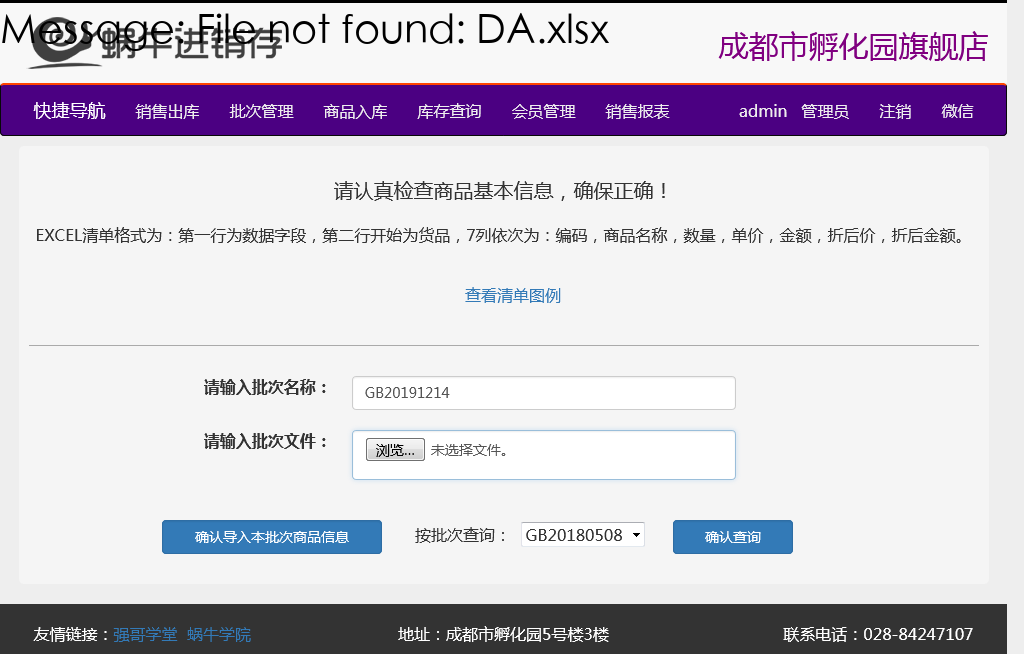 Message: File not found: DA.xlsx
蜗牛进销存
成都市孵化园旗舰店
快捷导航 销售出库 批次管理 商品入库 库存查询 会员管理 销售报表 admin 管理员 注销 微信
请认真检查商品基本信息，确保正确！
EXCEL清单格式为：第一行为数据字段，第二行开始为货品，7列依次为：编码，商品名称，数量，单价，金额，折后价，折后金额。
查看清单图例
请输入批次名称： GB20191214
请输入批次文件： 浏览... 未选择文件。
确认导入本批次商品信息 按批次查询： GB20180508 确认查询
友情链接：强哥学堂 蜗牛学院 地址：成都市孵化园5号楼3楼 联系电话：028-84247107